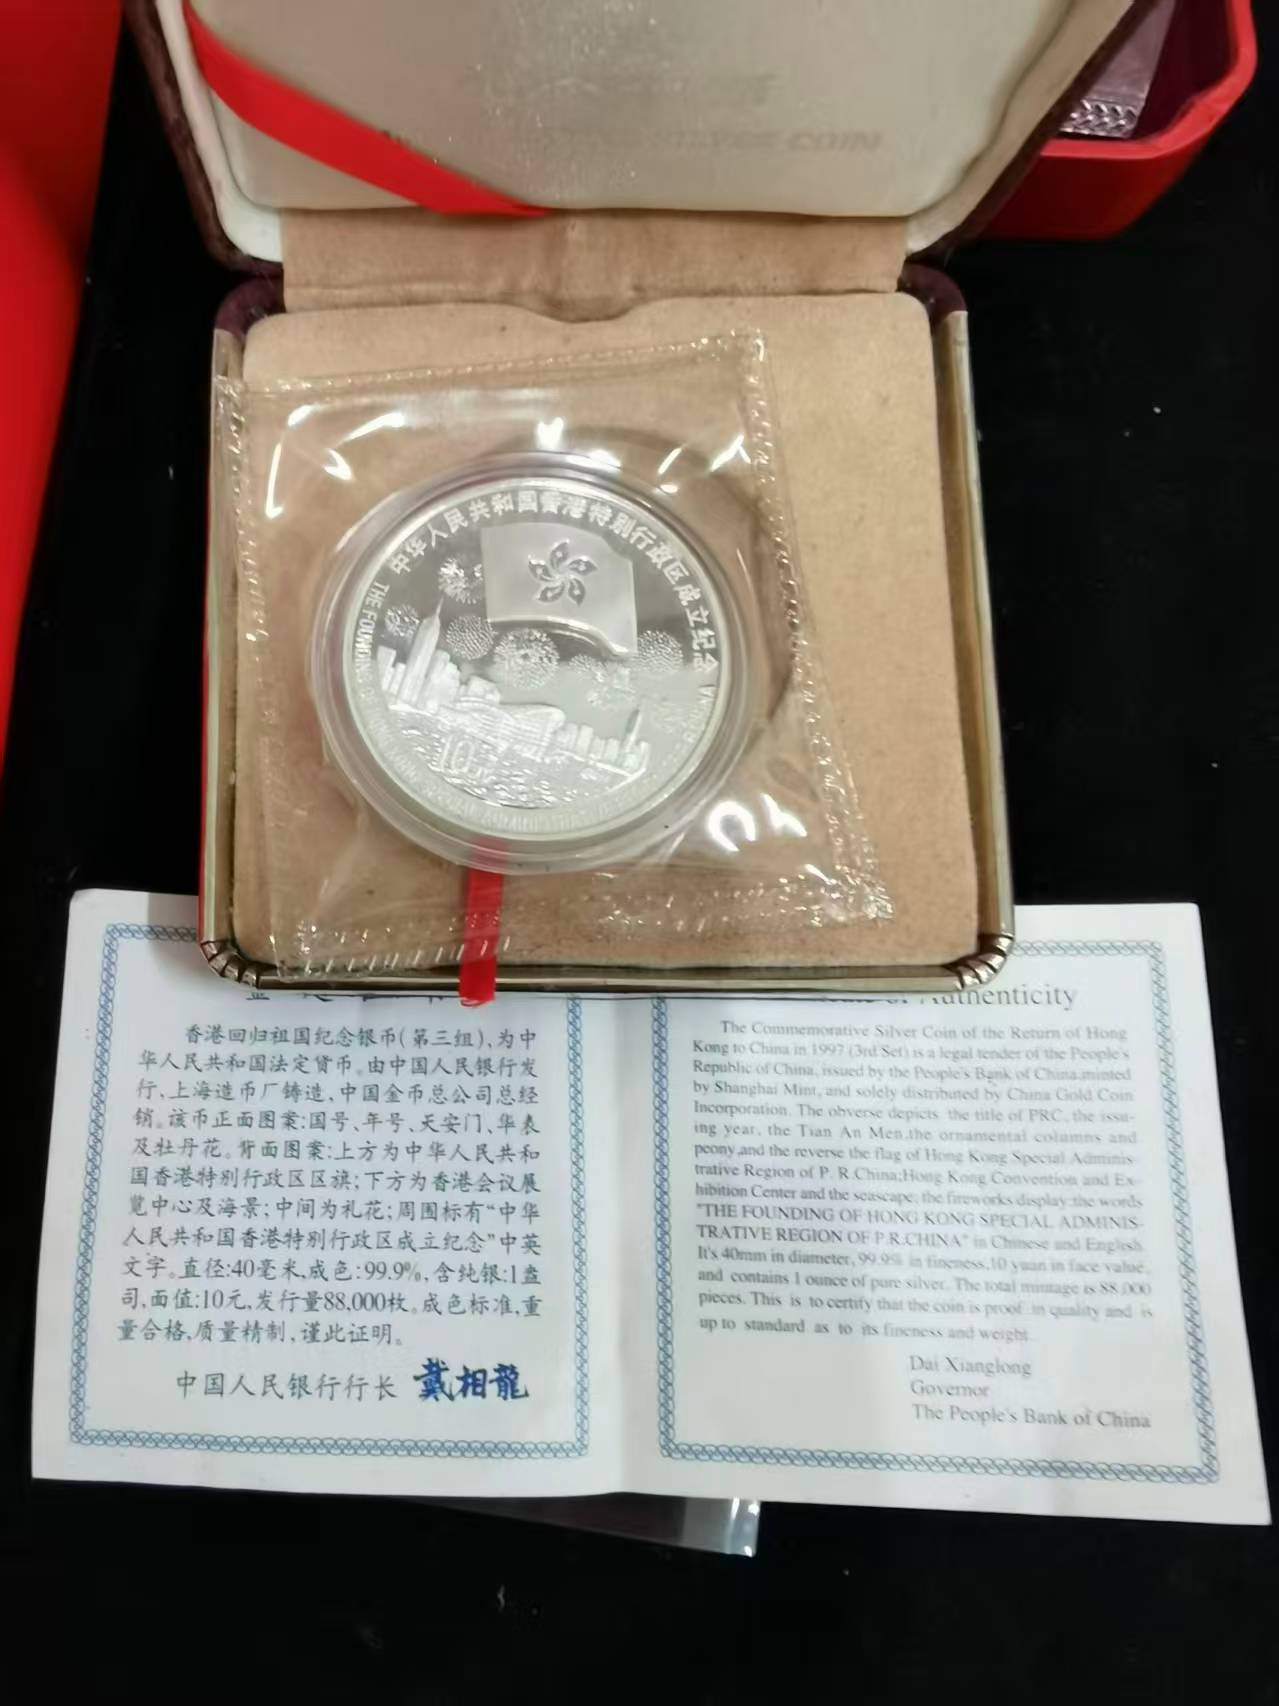 SILVER COIN
中华人民共和国香港特别行政区成立纪念
THE FOUNDING OF HONG KONG SPECIAL ADMINISTRATIVE REGION OF P.R.CHINA
10元
香港回归祖国纪念银币(第三组),为中
华人民共和国法定货币。由中国人民银行发
行,上海造币厂铸造,中国金币总公司总经
销。该币正面图案:国号、年号、天安门、华表
及牡丹花。背面图案:上方为中华人民共和
国香港特别行政区区旗;下方为香港会议展
览中心及海景;中间为礼花;周围标有“中华
人民共和国香港特别行政区成立纪念”中英
文字。直径:40毫米,成色:99.9%,含纯银:1盎
司,面值:10元,发行量88,000枚。成色标准,重
量合格,质量精制,谨此证明。
中国人民银行行长 戴相龍
of Authenticity
The Commemorative Silver Coin of the Return of Hong
Kong to China in 1997 (3rd Set) is a legal tender of the People's
Republic of China, issued by the People's Bank of China,minted
by Shanghai Mint, and solely distributed by China Gold Coin
Incorporation. The obverse depicts the title of PRC, the issu-
ing year, the Tian An Men,the ornamental columns and
peony,and the reverse the flag of Hong Kong Special Adminis-
trative Region of P. R.China;Hong Kong Convention and Ex-
hibition Center and the seascape; the fireworks display;the words
"THE FOUNDING OF HONG KONG SPECIAL ADMINIS-
TRATIVE REGION OF P.R.CHINA" in Chinese and English.
It's 40mm in diameter, 99.9% in fineness,10 yuan in face value,
and contains 1 ounce of pure silver. The total mintage is 88,000
pieces. This is to certify that the coin is proof in quality and is
up to standard as to its fineness and weight.
Dai Xianglong
Governor
The People's Bank of China